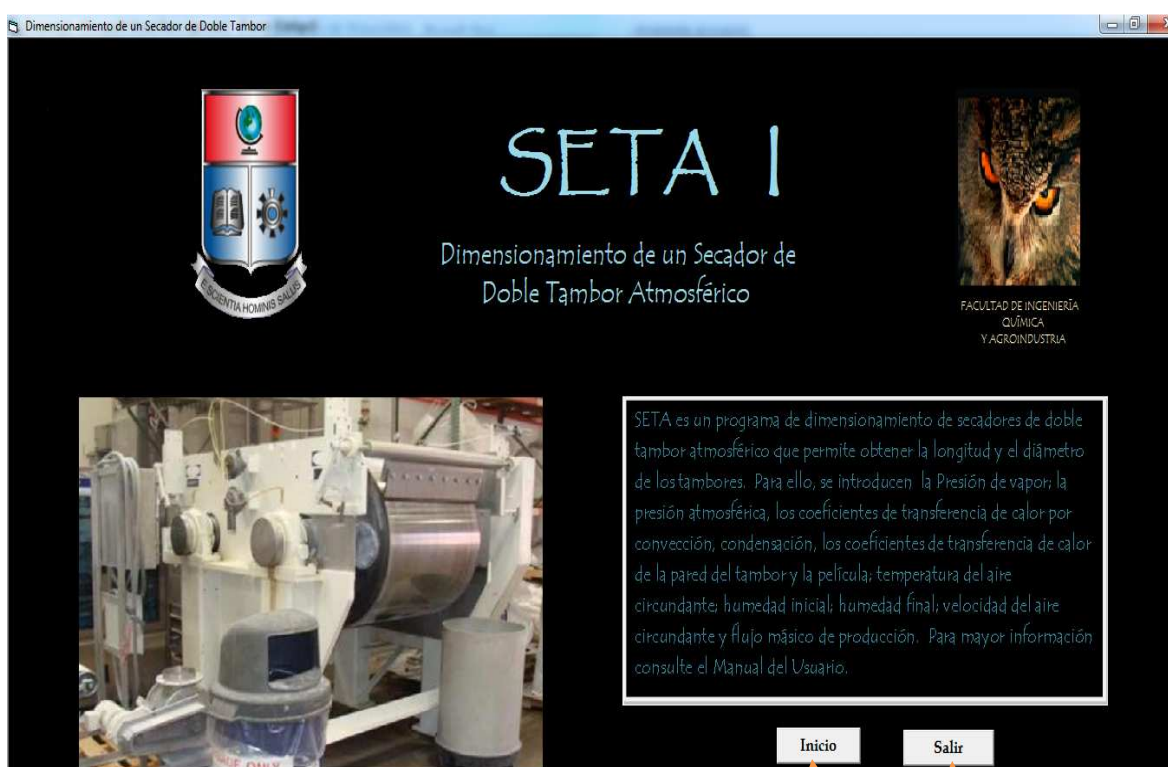 Dimensionamiento de un Secador de Doble Tambor
SETA I
Dimensionamiento de un Secador de
Doble Tambor Atmosférico
E SCIENTIA HOMINIS SALUS
FACULTAD DE INGENIERÍA
QUÍMICA
Y AGROINDUSTRIA
SETA es un programa de dimensionamiento de secadores de doble
tambor atmosférico que permite obtener la longitud y el diámetro
de los tambores. Para ello, se introducen la Presión de vapor; la
presión atmosférica, los coeficientes de transferencia de calor por
convección, condensación, los coeficientes de transferencia de calor
de la pared del tambor y la película; temperatura del aire
circundante; humedad inicial; humedad final; velocidad del aire
circundante y flujo másico de producción. Para mayor información
consulte el Manual del Usuario.
ONLY
Inicio
Salir